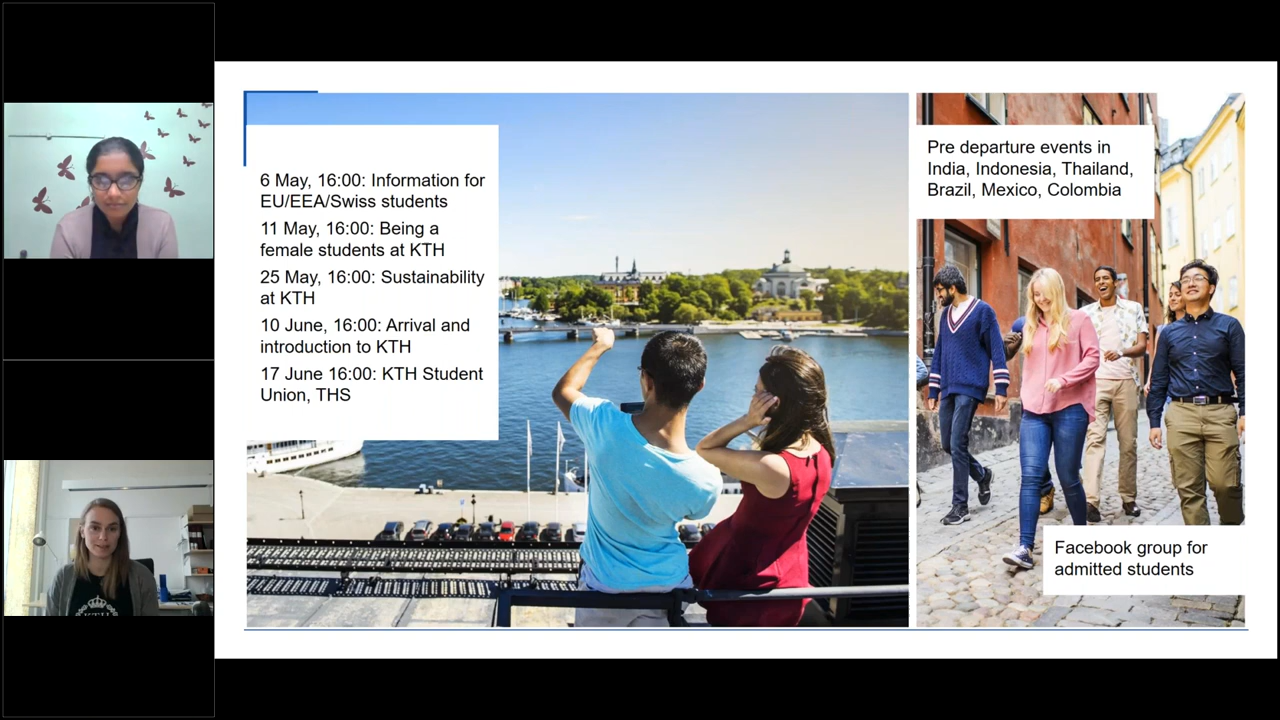 6 May, 16:00: Information for
EU/EEA/Swiss students
11 May, 16:00: Being a
female students at KTH
25 May, 16:00: Sustainability
at KTH
10 June, 16:00: Arrival and
introduction to KTH
17 June 16:00: KTH Student
Union, THS
Pre departure events in
India, Indonesia, Thailand,
Brazil, Mexico, Colombia
Facebook group for
admitted students
KTH